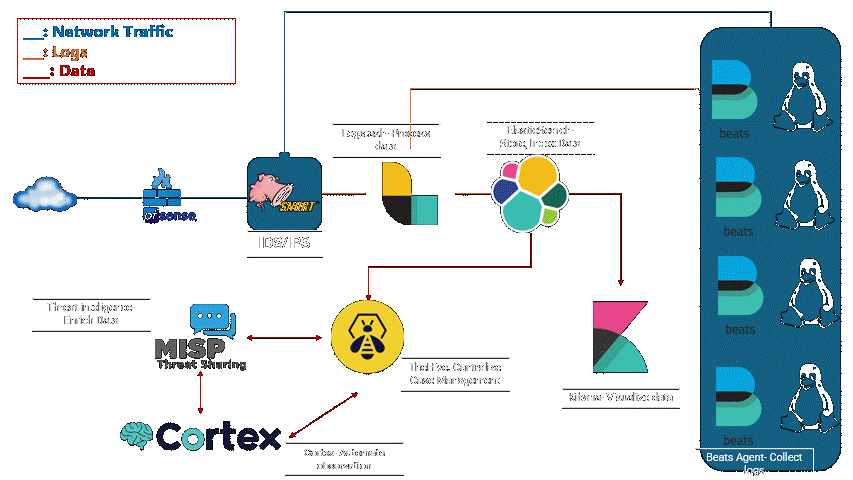 __: Network Traffic
__: Logs
___: Data
Logstash- Process
data
ElasticSearch-
Store, Index Data
beats
pfsense
SNORT
IDS/IPS
beats
Threat intelligence-
Enrich Data
MISP
Threat Sharing
beats
TheHive- Centralize
Case Management
Kibana- Visualize data
Cortex
Cortex- Automate
observation
beats
Beats Agent- Collect
logs